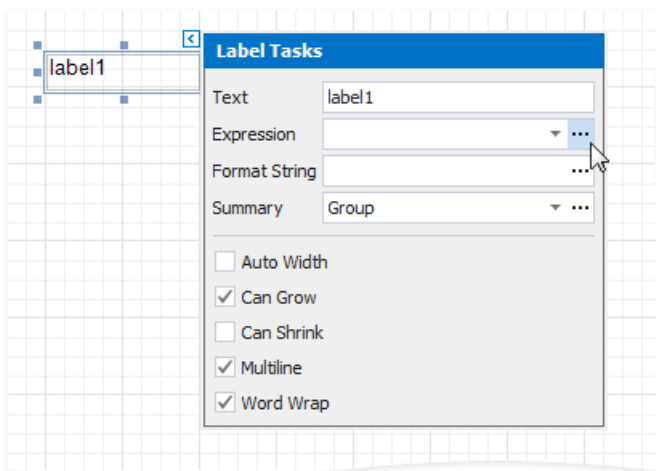 label1
Label Tasks
Text label1
Expression
Format String
Summary Group
Auto Width
Can Grow
Can Shrink
Multiline
Word Wrap